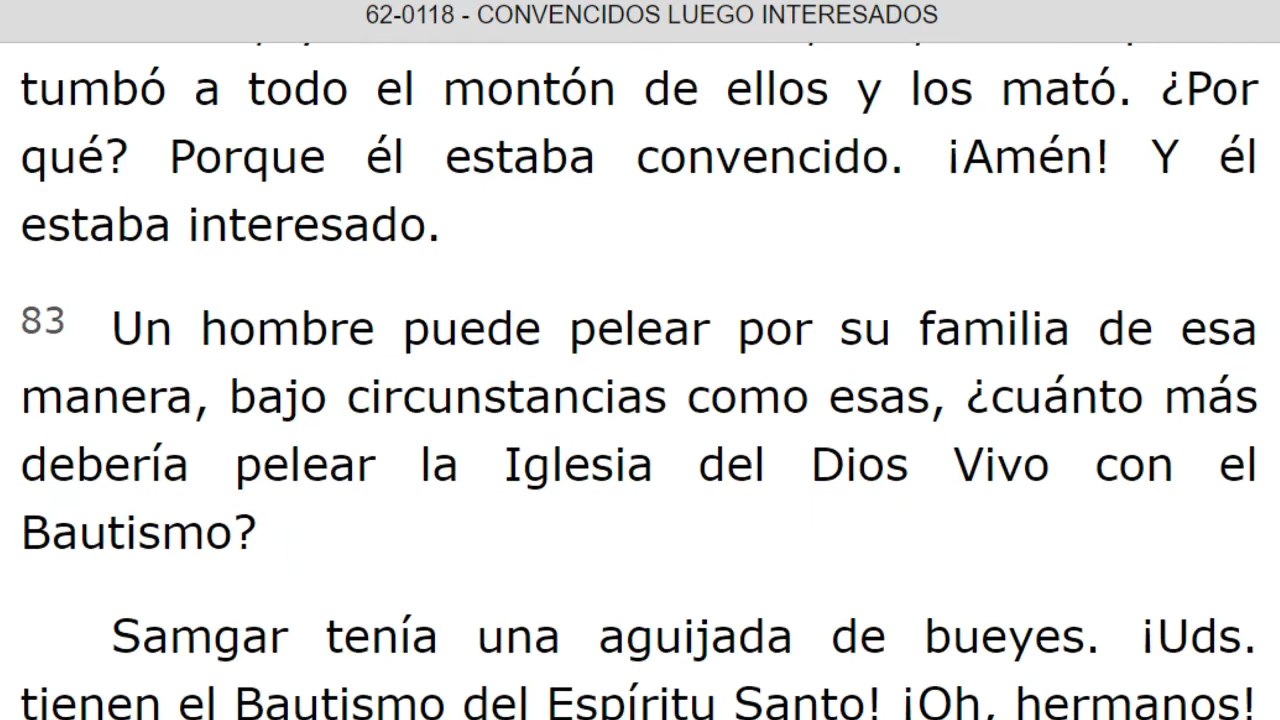 62-0118 - CONVENCIDOS LUEGO INTERESADOS
tumbó a todo el montón de ellos y los mató. ¿Por
qué? Porque él estaba convencido. ¡Amén! Y él
estaba interesado.
83 Un hombre puede pelear por su familia de esa
manera, bajo circunstancias como esas, ¿cuánto más
debería pelear la Iglesia del Dios Vivo con el
Bautismo?
Samgar tenía una aguijada de bueyes. ¡Uds.
tienen el Bautismo del Espíritu Santo! ¡Oh, hermanos!